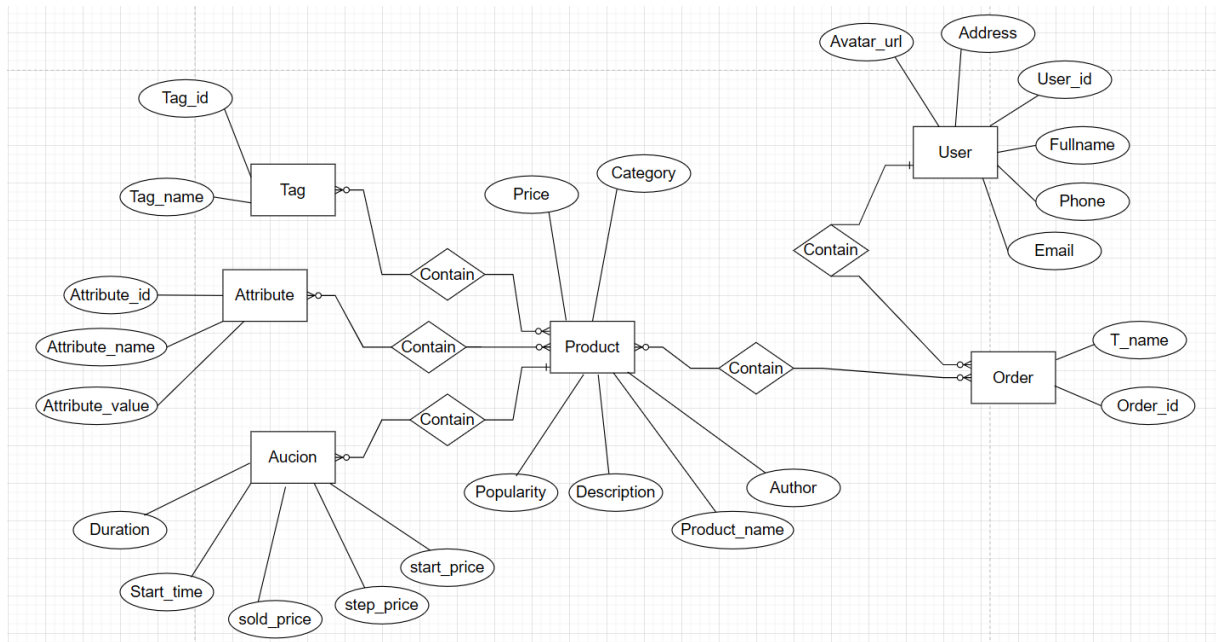 Avatar_url
Address
User_id
Fullname
Phone
Email
User
Contain
Tag_id
Tag_name
Tag
Contain
Price
Category
Attribute_id
Attribute_name
Attribute_value
Attribute
Contain
Product
Contain
Order
T_name
Order_id
Contain
Aucion
Duration
Start_time
sold_price
step_price
start_price
Popularity
Description
Product_name
Author